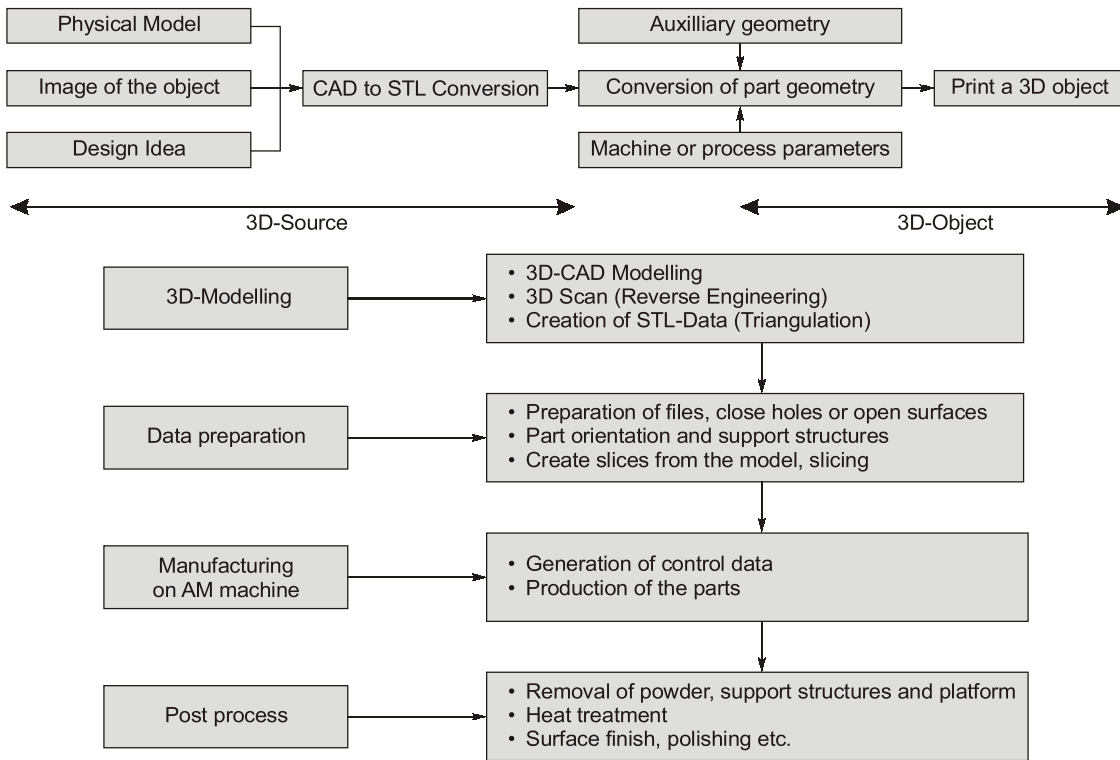 Physical Model
Auxilliary geometry
Image of the object
CAD to STL Conversion
Conversion of part geometry
Print a 3D object
Design Idea
Machine or process parameters
3D-Source
3D-Object
3D-Modelling
• 3D-CAD Modelling
• 3D Scan (Reverse Engineering)
• Creation of STL-Data (Triangulation)
Data preparation
• Preparation of files, close holes or open surfaces
• Part orientation and support structures
• Create slices from the model, slicing
Manufacturing
on AM machine
• Generation of control data
• Production of the parts
Post process
• Removal of powder, support structures and platform
• Heat treatment
• Surface finish, polishing etc.